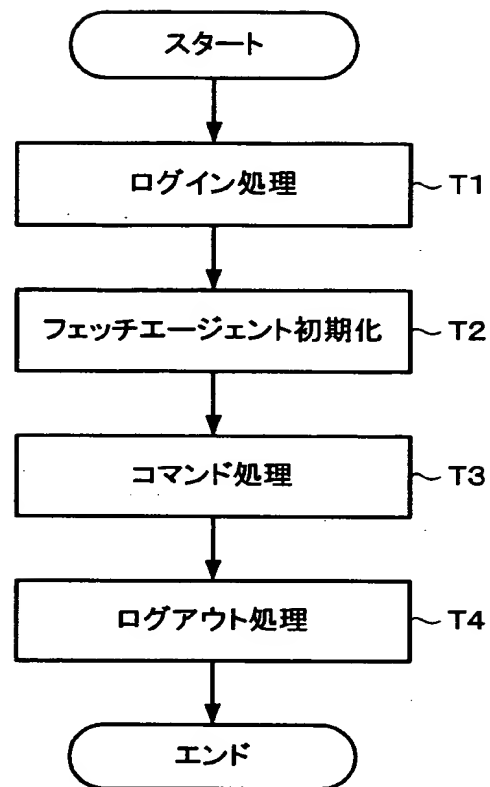 スタート
ログイン処理 ~T1
フェッチエージェント初期化 ~T2
コマンド処理 ~T3
ログアウト処理 ~T4
エンド